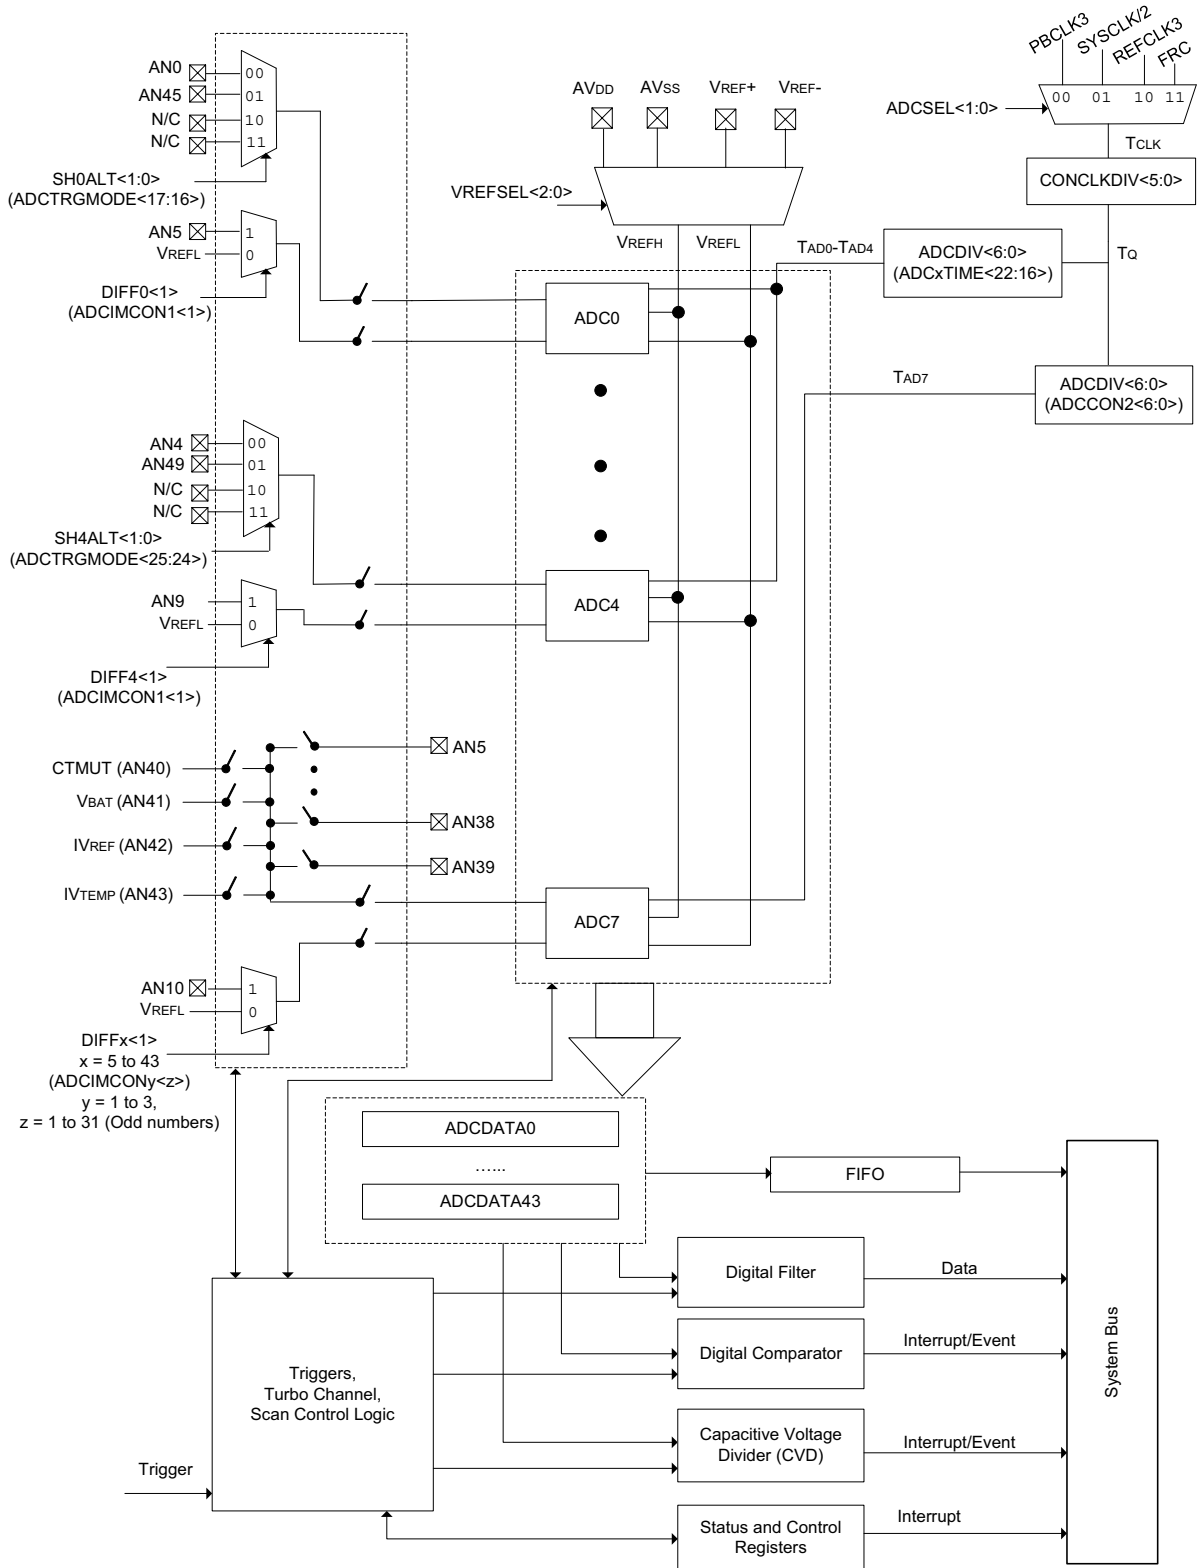 PBCLK3
SYSCLK/2
REFCLK3
FRC
ADCSEL<1:0>
00 01 10 11
TCLK
CONCLKDIV<5:0>
AN0
AN45
N/C
N/C
00
01
10
11
SH0ALT<1:0>
(ADCTRGMODE<17:16>)
AVDD AVSS VREF+ VREF-
VREFSEL<2:0>
VREFH VREFL
AN5
VREFL
1
0
DIFF0<1>
(ADCIMCON1<1>)
TAD0-TAD4
ADCDIV<6:0>
(ADCxTIME<22:16>)
TQ
ADC0
TAD7
ADCDIV<6:0>
(ADCCON2<6:0>)
AN4
AN49
N/C
N/C
00
01
10
11
SH4ALT<1:0>
(ADCTRGMODE<25:24>)
AN9
VREFL
1
0
ADC4
DIFF4<1>
(ADCIMCON1<1>)
CTMUT (AN40)
VBAT (AN41)
IVREF (AN42)
IVTEMP (AN43)
AN5
AN38
AN39
ADC7
AN10
VREFL
1
0
DIFFx<1>
x = 5 to 43
(ADCIMCONy<z>)
y = 1 to 3,
z = 1 to 31 (Odd numbers)
ADCDATA0
......
ADCDATA43
FIFO
Digital Filter
Data
Digital Comparator
Interrupt/Event
Capacitive Voltage
Divider (CVD)
Interrupt/Event
Status and Control
Registers
Interrupt
System Bus
Triggers,
Turbo Channel,
Scan Control Logic
Trigger